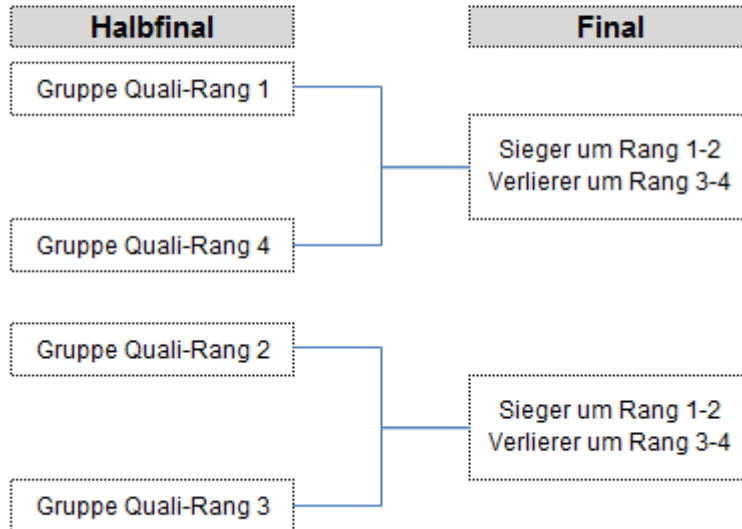 Halbfinal
Final
Gruppe Quali-Rang 1
Sieger um Rang 1-2
Verlierer um Rang 3-4
Gruppe Quali-Rang 4
Gruppe Quali-Rang 2
Sieger um Rang 1-2
Verlierer um Rang 3-4
Gruppe Quali-Rang 3